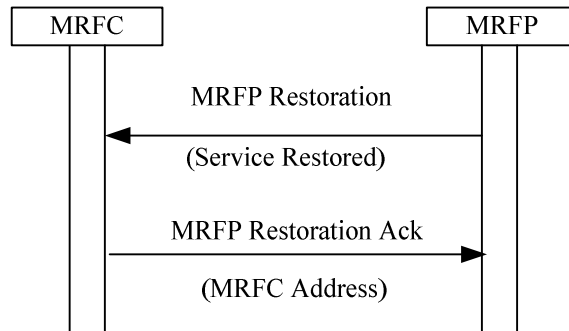 MRFC
MRFP
MRFP Restoration
(Service Restored)
MRFP Restoration Ack
(MRFC Address)